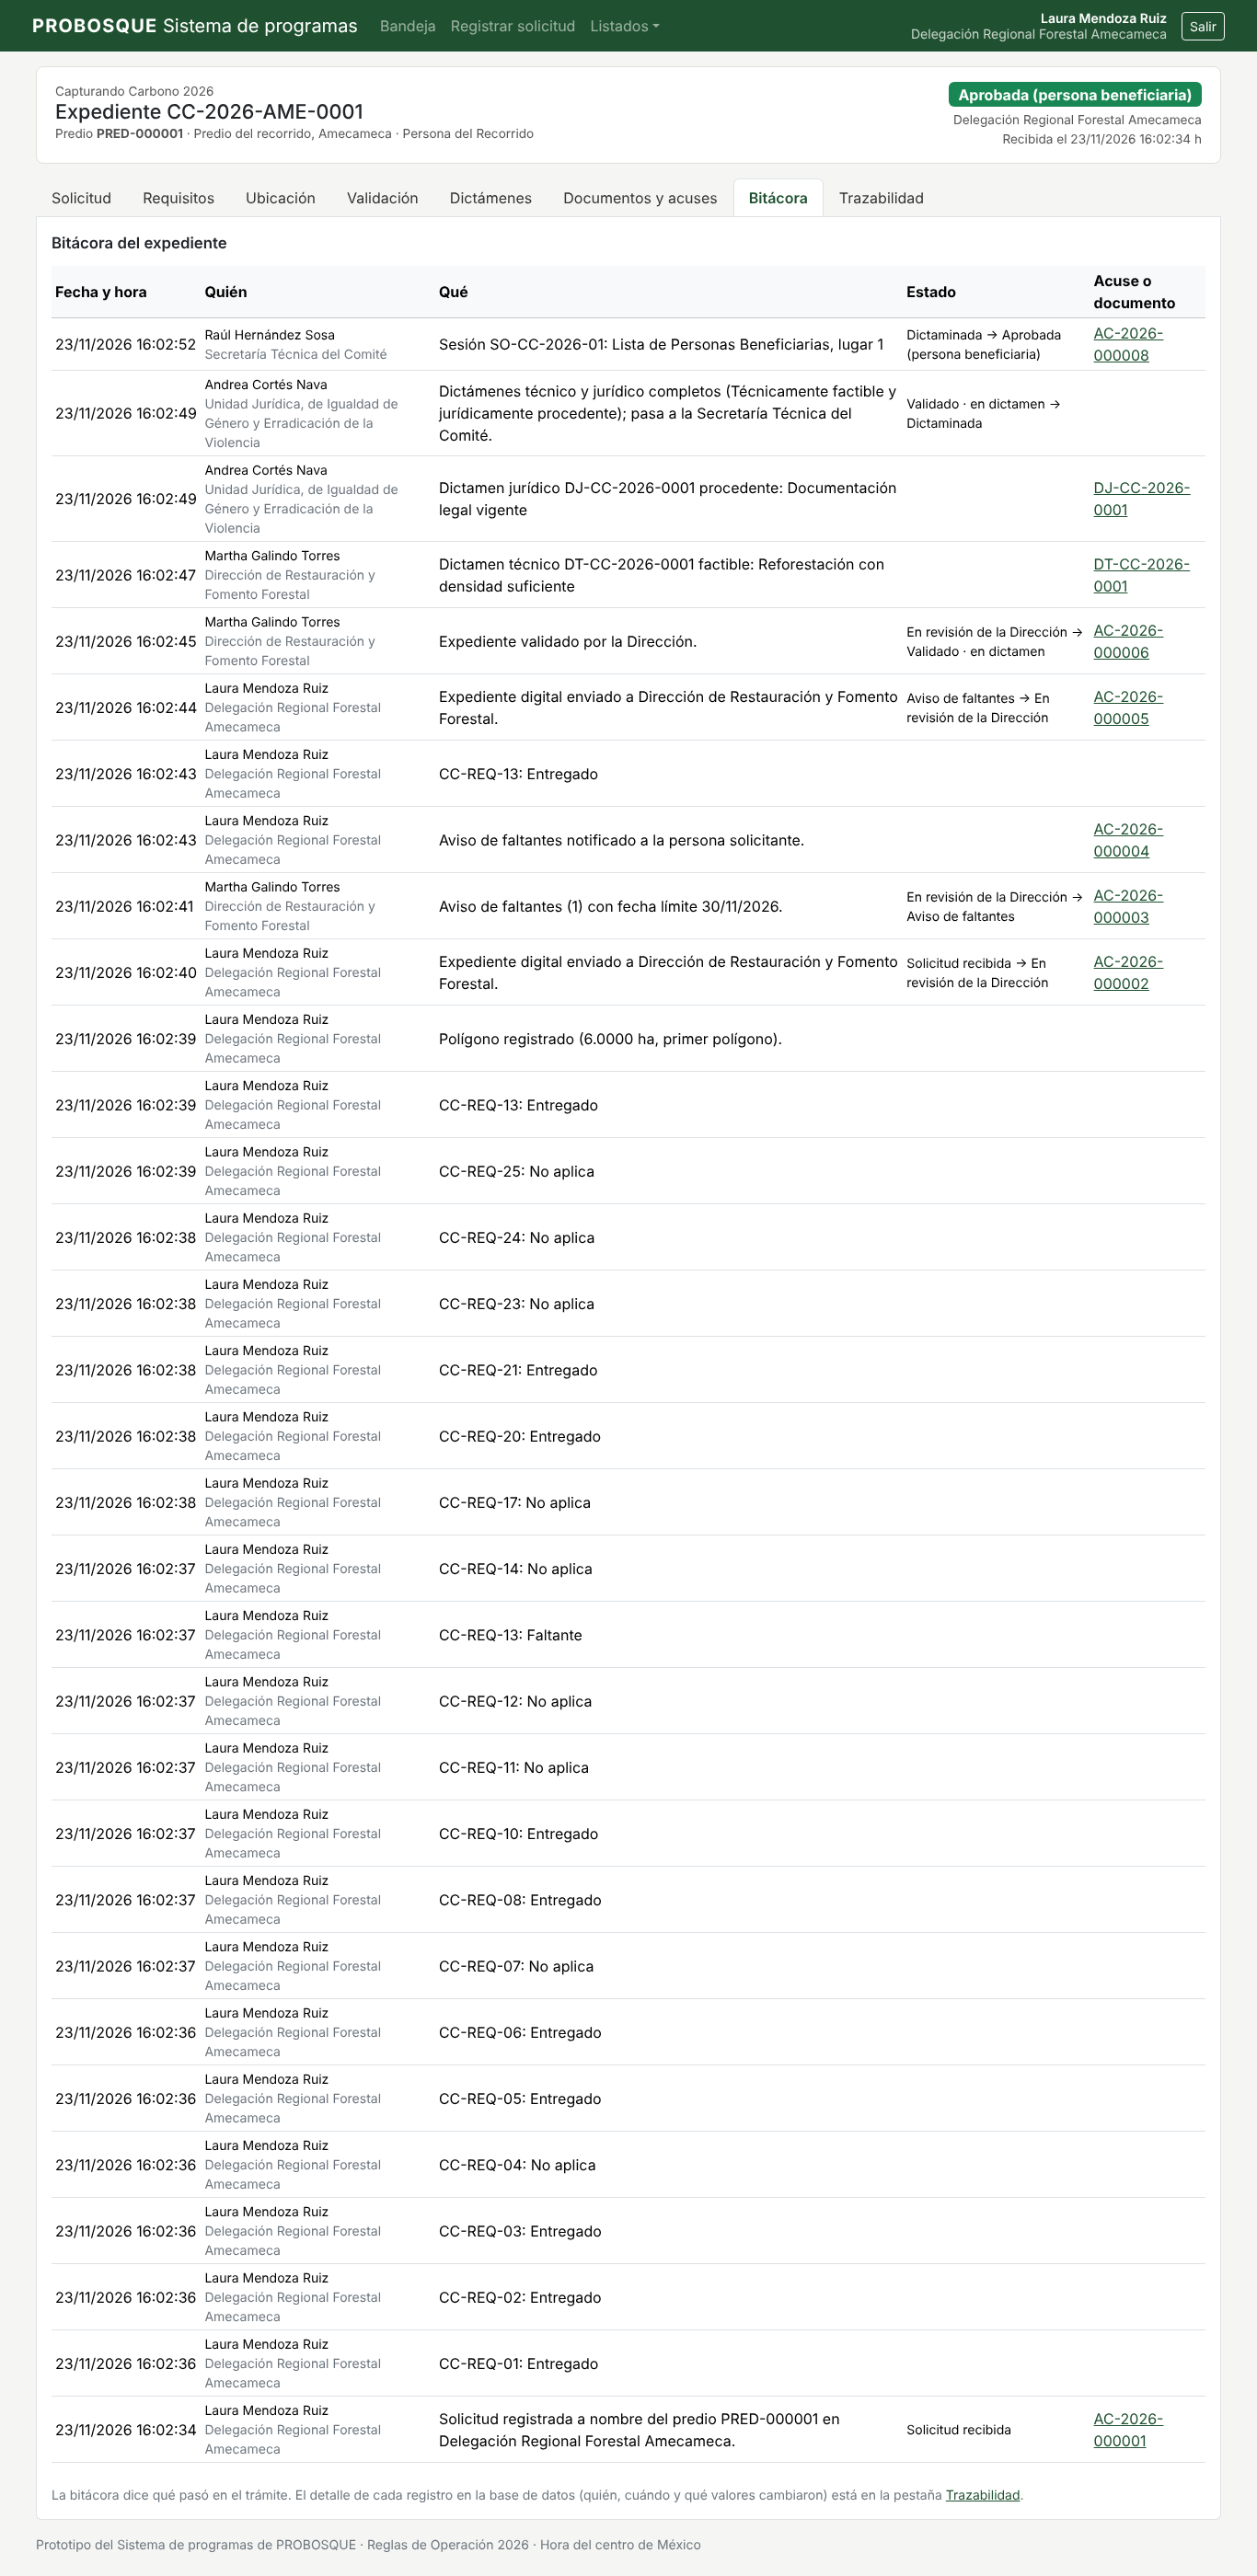 PROBOSQUE Sistema de programas Bandeja Registrar solicitud Listados Laura Mendoza Ruiz
Delegación Regional Forestal Amecameca
Salir
Capturando Carbono 2026
Expediente CC-2026-AME-0001
Predio PRED-000001 · Predio del recorrido, Amecameca · Persona del Recorrido
Aprobada (persona beneficiaria)
Delegación Regional Forestal Amecameca
Recibida el 23/11/2026 16:02:34 h
Solicitud Requisitos Ubicación Validación Dictámenes Documentos y acuses Bitácora Trazabilidad
Bitácora del expediente
Fecha y hora Quién Qué Estado Acuse o
documento
23/11/2026 16:02:52
Raúl Hernández Sosa
Secretaría Técnica del Comité
Sesión SO-CC-2026-01: Lista de Personas Beneficiarias, lugar 1
Dictaminada → Aprobada
(persona beneficiaria)
AC-2026-
000008
23/11/2026 16:02:49
Andrea Cortés Nava
Unidad Jurídica, de Igualdad de
Género y Erradicación de la
Violencia
Dictámenes técnico y jurídico completos (Técnicamente factible y
jurídicamente procedente); pasa a la Secretaría Técnica del
Comité.
Validado · en dictamen →
Dictaminada
23/11/2026 16:02:49
Andrea Cortés Nava
Unidad Jurídica, de Igualdad de
Género y Erradicación de la
Violencia
Dictamen jurídico DJ-CC-2026-0001 procedente: Documentación
legal vigente
DJ-CC-2026-
0001
23/11/2026 16:02:47
Martha Galindo Torres
Dirección de Restauración y
Fomento Forestal
Dictamen técnico DT-CC-2026-0001 factible: Reforestación con
densidad suficiente
DT-CC-2026-
0001
23/11/2026 16:02:45
Martha Galindo Torres
Dirección de Restauración y
Fomento Forestal
Expediente validado por la Dirección.
En revisión de la Dirección →
Validado · en dictamen
AC-2026-
000006
23/11/2026 16:02:44
Laura Mendoza Ruiz
Delegación Regional Forestal
Amecameca
Expediente digital enviado a Dirección de Restauración y Fomento
Forestal.
Aviso de faltantes → En
revisión de la Dirección
AC-2026-
000005
23/11/2026 16:02:43
Laura Mendoza Ruiz
Delegación Regional Forestal
Amecameca
CC-REQ-13: Entregado
23/11/2026 16:02:43
Laura Mendoza Ruiz
Delegación Regional Forestal
Amecameca
Aviso de faltantes notificado a la persona solicitante.
AC-2026-
000004
23/11/2026 16:02:41
Martha Galindo Torres
Dirección de Restauración y
Fomento Forestal
Aviso de faltantes (1) con fecha límite 30/11/2026.
En revisión de la Dirección →
Aviso de faltantes
AC-2026-
000003
23/11/2026 16:02:40
Laura Mendoza Ruiz
Delegación Regional Forestal
Amecameca
Expediente digital enviado a Dirección de Restauración y Fomento
Forestal.
Solicitud recibida → En
revisión de la Dirección
AC-2026-
000002
23/11/2026 16:02:39
Laura Mendoza Ruiz
Delegación Regional Forestal
Amecameca
Polígono registrado (6.0000 ha, primer polígono).
23/11/2026 16:02:39
Laura Mendoza Ruiz
Delegación Regional Forestal
Amecameca
CC-REQ-13: Entregado
23/11/2026 16:02:39
Laura Mendoza Ruiz
Delegación Regional Forestal
Amecameca
CC-REQ-25: No aplica
23/11/2026 16:02:38
Laura Mendoza Ruiz
Delegación Regional Forestal
Amecameca
CC-REQ-24: No aplica
23/11/2026 16:02:38
Laura Mendoza Ruiz
Delegación Regional Forestal
Amecameca
CC-REQ-23: No aplica
23/11/2026 16:02:38
Laura Mendoza Ruiz
Delegación Regional Forestal
Amecameca
CC-REQ-21: Entregado
23/11/2026 16:02:38
Laura Mendoza Ruiz
Delegación Regional Forestal
Amecameca
CC-REQ-20: Entregado
23/11/2026 16:02:38
Laura Mendoza Ruiz
Delegación Regional Forestal
Amecameca
CC-REQ-17: No aplica
23/11/2026 16:02:37
Laura Mendoza Ruiz
Delegación Regional Forestal
Amecameca
CC-REQ-14: No aplica
23/11/2026 16:02:37
Laura Mendoza Ruiz
Delegación Regional Forestal
Amecameca
CC-REQ-13: Faltante
23/11/2026 16:02:37
Laura Mendoza Ruiz
Delegación Regional Forestal
Amecameca
CC-REQ-12: No aplica
23/11/2026 16:02:37
Laura Mendoza Ruiz
Delegación Regional Forestal
Amecameca
CC-REQ-11: No aplica
23/11/2026 16:02:37
Laura Mendoza Ruiz
Delegación Regional Forestal
Amecameca
CC-REQ-10: Entregado
23/11/2026 16:02:37
Laura Mendoza Ruiz
Delegación Regional Forestal
Amecameca
CC-REQ-08: Entregado
23/11/2026 16:02:37
Laura Mendoza Ruiz
Delegación Regional Forestal
Amecameca
CC-REQ-07: No aplica
23/11/2026 16:02:36
Laura Mendoza Ruiz
Delegación Regional Forestal
Amecameca
CC-REQ-06: Entregado
23/11/2026 16:02:36
Laura Mendoza Ruiz
Delegación Regional Forestal
Amecameca
CC-REQ-05: Entregado
23/11/2026 16:02:36
Laura Mendoza Ruiz
Delegación Regional Forestal
Amecameca
CC-REQ-04: No aplica
23/11/2026 16:02:36
Laura Mendoza Ruiz
Delegación Regional Forestal
Amecameca
CC-REQ-03: Entregado
23/11/2026 16:02:36
Laura Mendoza Ruiz
Delegación Regional Forestal
Amecameca
CC-REQ-02: Entregado
23/11/2026 16:02:36
Laura Mendoza Ruiz
Delegación Regional Forestal
Amecameca
CC-REQ-01: Entregado
23/11/2026 16:02:34
Laura Mendoza Ruiz
Delegación Regional Forestal
Amecameca
Solicitud registrada a nombre del predio PRED-000001 en
Delegación Regional Forestal Amecameca.
Solicitud recibida
AC-2026-
000001
La bitácora dice qué pasó en el trámite. El detalle de cada registro en la base de datos (quién, cuándo y qué valores cambiaron) está en la pestaña Trazabilidad.
Prototipo del Sistema de programas de PROBOSQUE · Reglas de Operación 2026 · Hora del centro de México